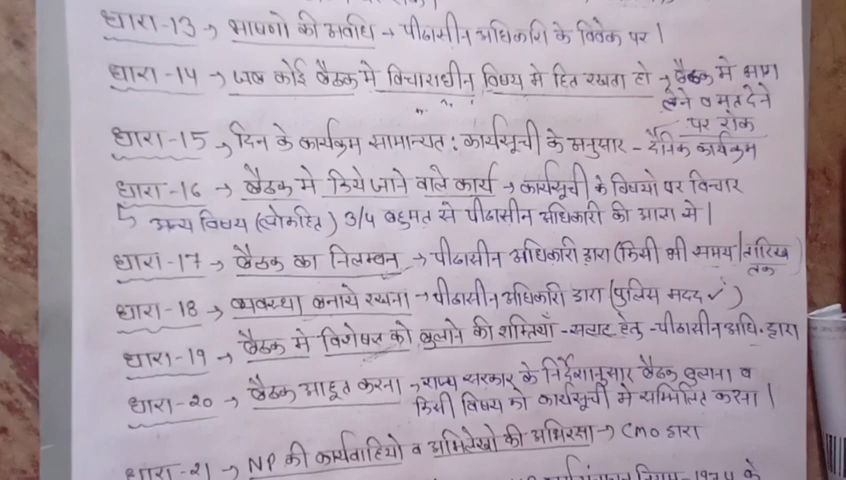 धारा-13 → भाषणो की अवधि → पीठासीन अधिकारी के विवेक पर।
धारा-14 → जब कोई बैठक मे विचाराधीन विषय मे हित रखता हो → बैठक मे भाग
लेने व मत देने
पर रोक
धारा-15 → दिन के कार्यक्रम सामान्यत: कार्यसूची के अनुसार - दैनिक कार्यक्रम
धारा-16 → बैठक मे किये जाने वाले कार्य → कार्यसूची के विषयो पर विचार
अन्य विषय (लोकहित) 3/4 बहुमत से पीठासीन अधिकारी की आज्ञा से।
धारा-17 → बैठक का निलम्बन → पीठासीन अधिकारी द्वारा (किसी भी समय/तारिख
तक)
धारा-18 → व्यवस्था बनाये रखना → पीठासीन अधिकारी द्वारा (पुलिस मदद ✓)
धारा-19 → बैठक मे विशेषज्ञ को बुलाने की शक्तियाँ - सलाह हेतु - पीठासीन अधि. द्वारा
धारा-20 → बैठक आहूत करना → राज्य सरकार के निर्देशानुसार बैठक बुलाना व
किसी विषय को कार्यसूची मे सम्मिलित करना।
धारा-21 → NP की कार्यवाहियो व अभिलेखो की अभिरक्षा → CMO द्वारा